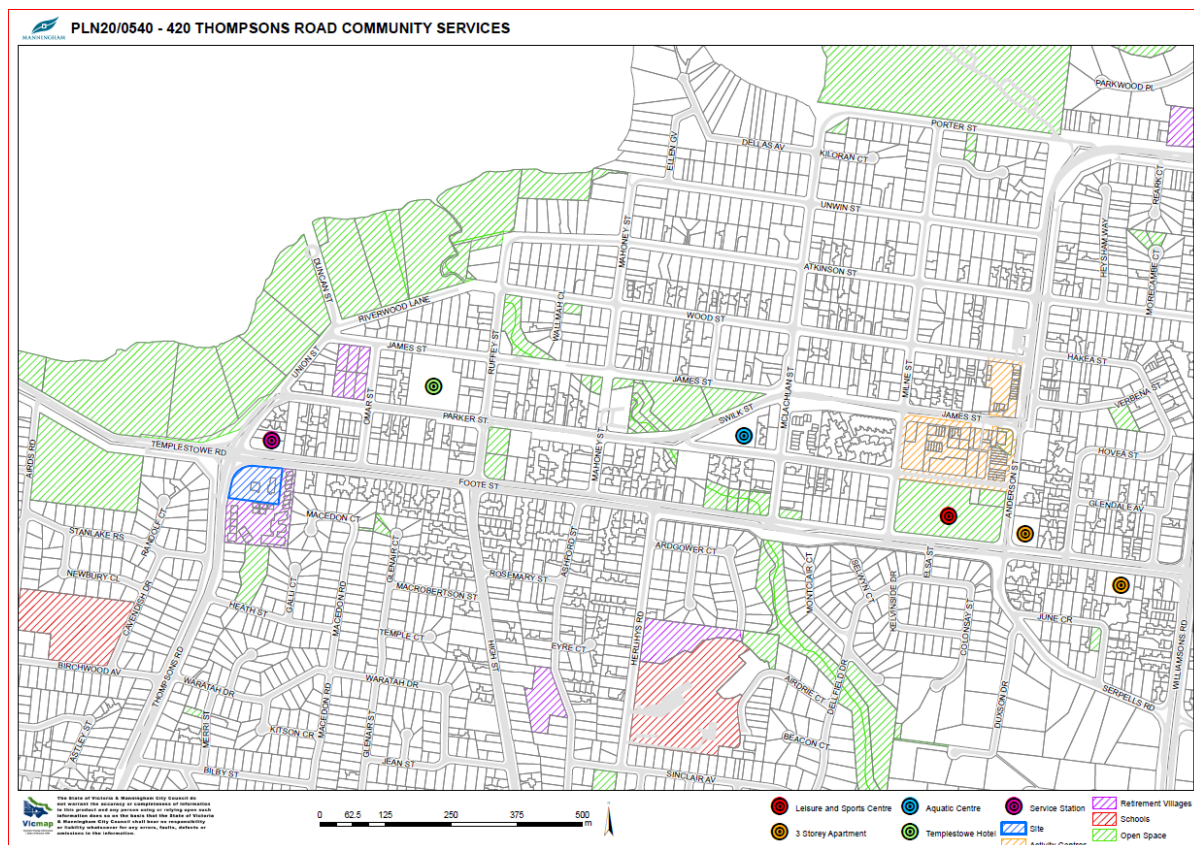 MANNINGHAM
PLN20/0540 - 420 THOMPSONS ROAD COMMUNITY SERVICES
PARKWOOD PL
PORTER ST
ELLEN GV
DELLAS AV
KILORAN CT
REARK CT
UNWIN ST
MAHONEY ST
HEYSHAM WAY
MORECAMBE CT
DUNCAN ST
ATKINSON ST
RIVERWOOD LANE
WALLMAH CL
WOOD ST
UNION ST
JAMES ST
RUFFEY ST
HAKEA ST
JAMES ST
MILNE ST
VERBENA ST
OMAR ST
PARKER ST
SWILK ST
MCLACHLAN ST
JAMES ST
AIRDS RD
TEMPLESTOWE RD
MAHONEY ST
HOVEA ST
FOOTE ST
ANDERSON ST
GLENDALE AV
RANDOLF CT
MACEDON CT
STANLAKE RS
GLENAIR CT
ASHFORD ST
ARDGOWER CT
MONTCLAIR CT
SELWYN CT
ELSA ST
NEWBURY CL
CAVENDISH DR
GALLI CT
MACEDON RD
ROSEMARY ST
MACROBERTSON ST
KELVINSIDE DR
COLONSAY ST
HEATH ST
TEMPLE CT
HIGH ST
EYRE CT
HERLIHYS RD
JUNE CR
WILLIAMSONS RD
BIRCHWOOD AV
THOMPSONS RD
WARATAH DR
WARATAH DR
AIRDRIE CT
DELLFIELD DR
DUXSON DR
SERPELLS RD
ASTLEY ST
MERRI ST
KITSON CR
MACEDON RD
GLENAIR ST
BEACON CT
BILBY ST
JEAN ST
SINCLAIR AV
Vicmap
The State of Victoria & Manningham City Council do
not warrant the accuracy or completeness of information
in this product and any person using or relying upon such
information does so on the basis that the State of Victoria
& Manningham City Council shall bear no responsibility
or liability whatsoever for any errors, faults, defects or
omissions in the information.
0 62.5 125 250 375 500
m
Leisure and Sports Centre
Aquatic Centre
Service Station
Retirement Villages
3 Storey Apartment
Templestowe Hotel
Site
Schools
Activity Centres
Open Space